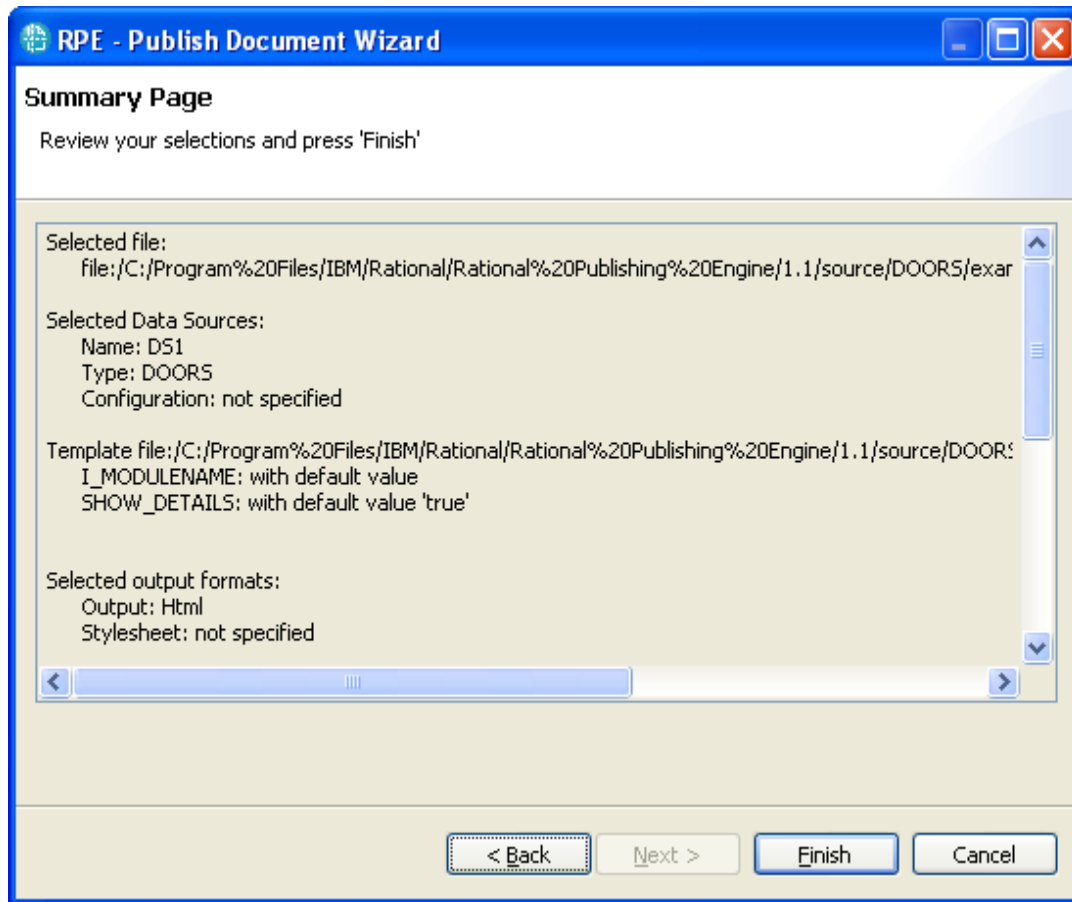 RPE - Publish Document Wizard
Summary Page
Review your selections and press 'Finish'
Selected file:
file:/C:/Program%20Files/IBM/Rational/Rational%20Publishing%20Engine/1.1/source/DOORS/exar
Selected Data Sources:
Name: DS1
Type: DOORS
Configuration: not specified
Template file:/C:/Program%20Files/IBM/Rational/Rational%20Publishing%20Engine/1.1/source/DOORS
I_MODULENAME: with default value
SHOW_DETAILS: with default value 'true'
Selected output formats:
Output: Html
Stylesheet: not specified
< Back Next > Finish Cancel